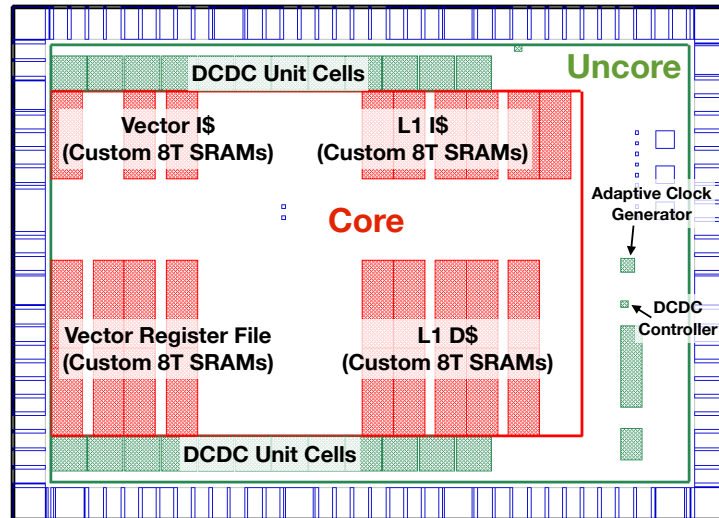 DCDC Unit Cells
Uncore
Vector I$
(Custom 8T SRAMs)
L1 I$
(Custom 8T SRAMs)
Adaptive Clock
Generator
Core
DCDC
Controller
Vector Register File
(Custom 8T SRAMs)
L1 D$
(Custom 8T SRAMs)
DCDC Unit Cells